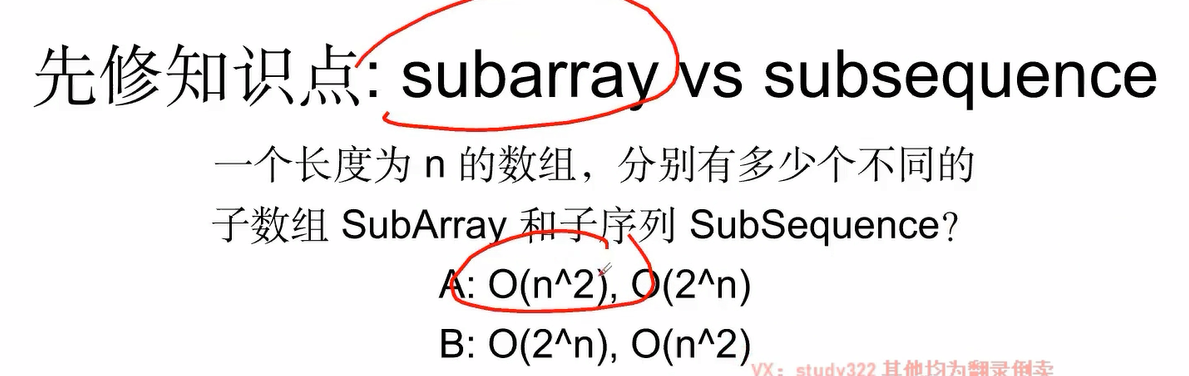 先修知识点: subarray vs subsequence
一个长度为 n 的数组，分别有多少个不同的
子数组 SubArray 和子序列 SubSequence？
A: O(n^2), O(2^n)
B: O(2^n), O(n^2)
VX：study322 其他均为翻录倒卖